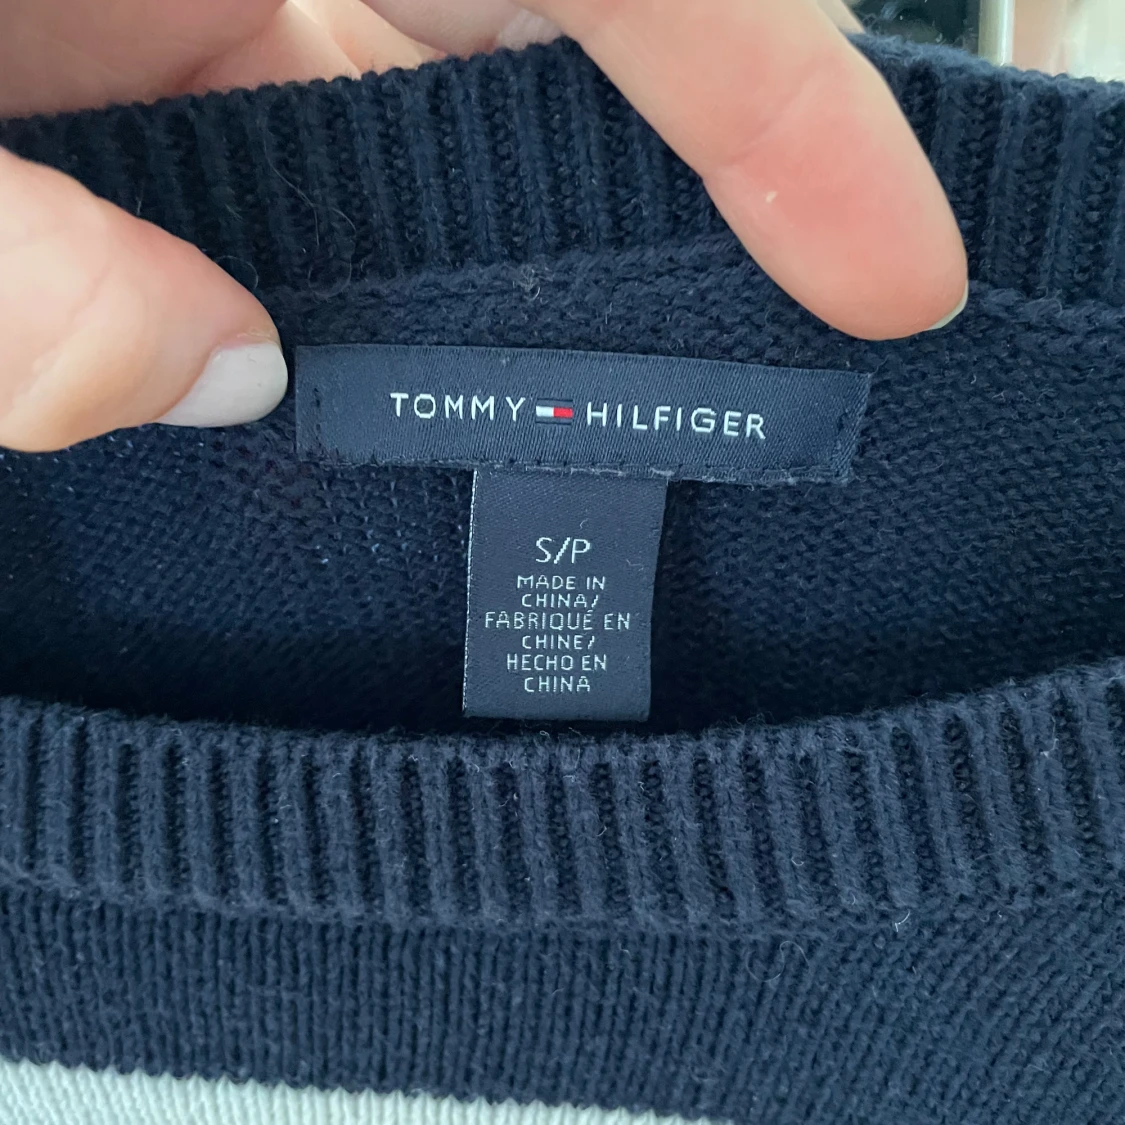 TOMMY HILFIGER
S/P
MADE IN
CHINA/
FABRIQUÉ EN
CHINE/
HECHO EN
CHINA